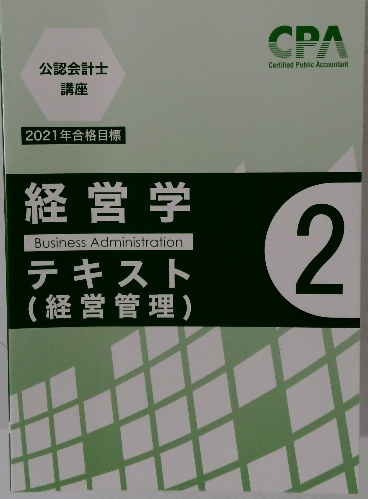 公認会計士
講座
CPA
Certified Public Accountant
2021年合格目標
経営学
Business Administration
テキスト
(経営管理)
2